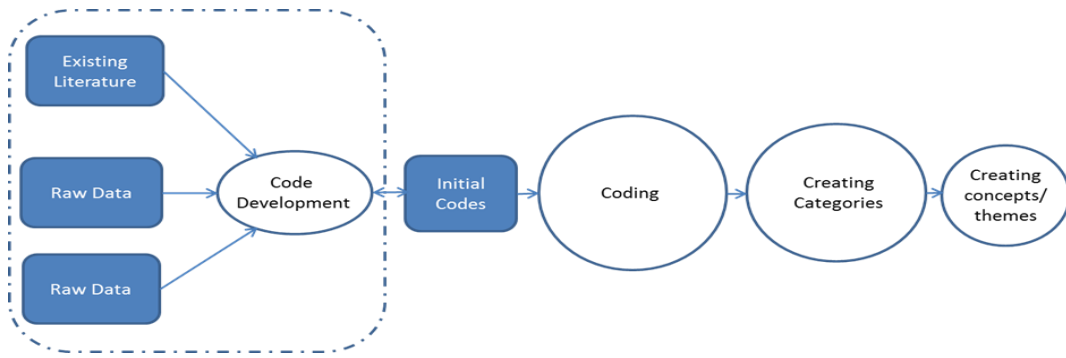 Existing
Literature
Raw Data
Raw Data
Code
Development
Initial
Codes
Coding
Creating
Categories
Creating
concepts/
themes